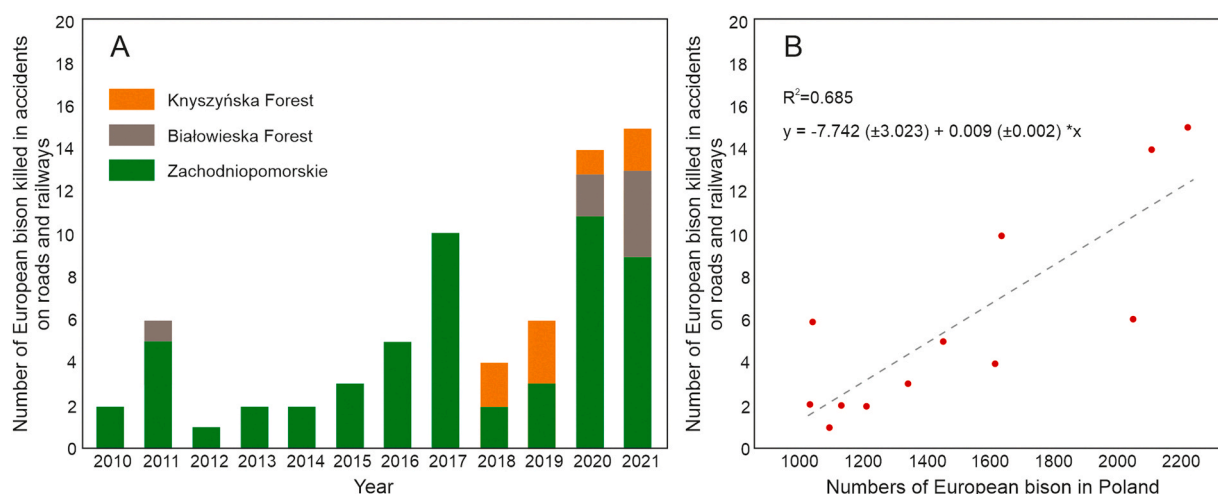 Number of European bison killed in accidents
on roads and railways
20
18
16
14
12
10
8
6
4
2
0
A
Knyszyńska Forest
Białowieska Forest
Zachodniopomorskie
2010 2011 2012 2013 2014 2015 2016 2017 2018 2019 2020 2021
Year
Number of European bison killed in accidents
on roads and railways
20
18
16
14
12
10
8
6
4
2
0
B
R²=0.685
y = -7.742 (±3.023) + 0.009 (±0.002) *x
1000 1200 1400 1600 1800 2000 2200
Numbers of European bison in Poland